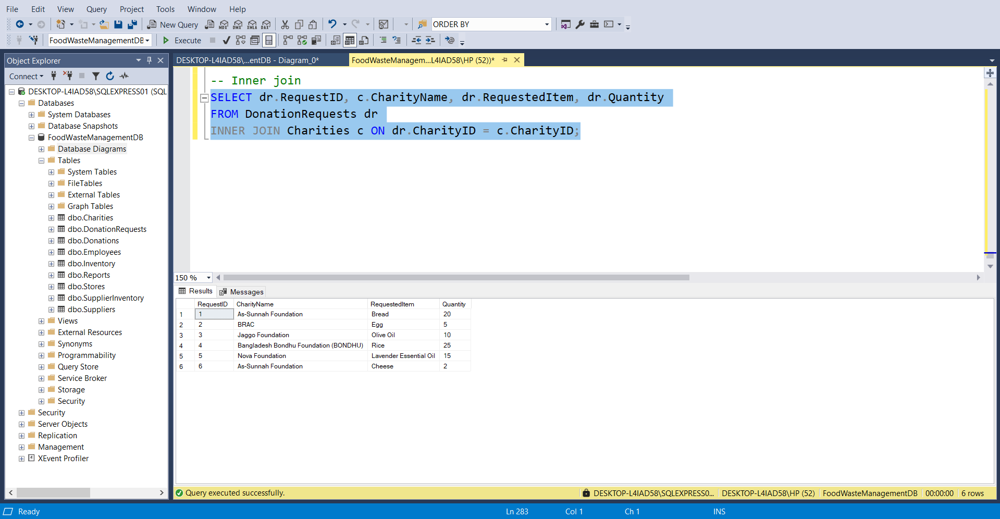 File Edit View Query Project Tools Window Help
New Query MDX DMX XMLA DAX ORDER BY
FoodWasteManagementDB Execute
Object Explorer
Connect
DESKTOP-L4IAD58\SQLEXPRESS01 (SQL
Databases
System Databases
Database Snapshots
FoodWasteManagementDB
Database Diagrams
Tables
System Tables
FileTables
External Tables
Graph Tables
dbo.Charities
dbo.DonationRequests
dbo.Donations
dbo.Employees
dbo.Inventory
dbo.Reports
dbo.Stores
dbo.SupplierInventory
dbo.Suppliers
Views
External Resources
Synonyms
Programmability
Query Store
Service Broker
Storage
Security
Security
Server Objects
Replication
Management
XEvent Profiler
DESKTOP-L4IAD58\...entDB - Diagram_0* FoodWasteManagem...L4IAD58\HP (52))*
-- Inner join
SELECT dr.RequestID, c.CharityName, dr.RequestedItem, dr.Quantity
FROM DonationRequests dr
INNER JOIN Charities c ON dr.CharityID = c.CharityID;
150 %
Results Messages
RequestID CharityName RequestedItem Quantity
1 1 As-Sunnah Foundation Bread 20
2 2 BRAC Egg 5
3 3 Jaggo Foundation Olive Oil 10
4 4 Bangladesh Bondhu Foundation (BONDHU) Rice 25
5 5 Nova Foundation Lavender Essential Oil 15
6 6 As-Sunnah Foundation Cheese 2
Query executed successfully. DESKTOP-L4IAD58\SQLEXPRESS0... DESKTOP-L4IAD58\HP (52) FoodWasteManagementDB 00:00:00 6 rows
Ready Ln 283 Col 1 Ch 1 INS